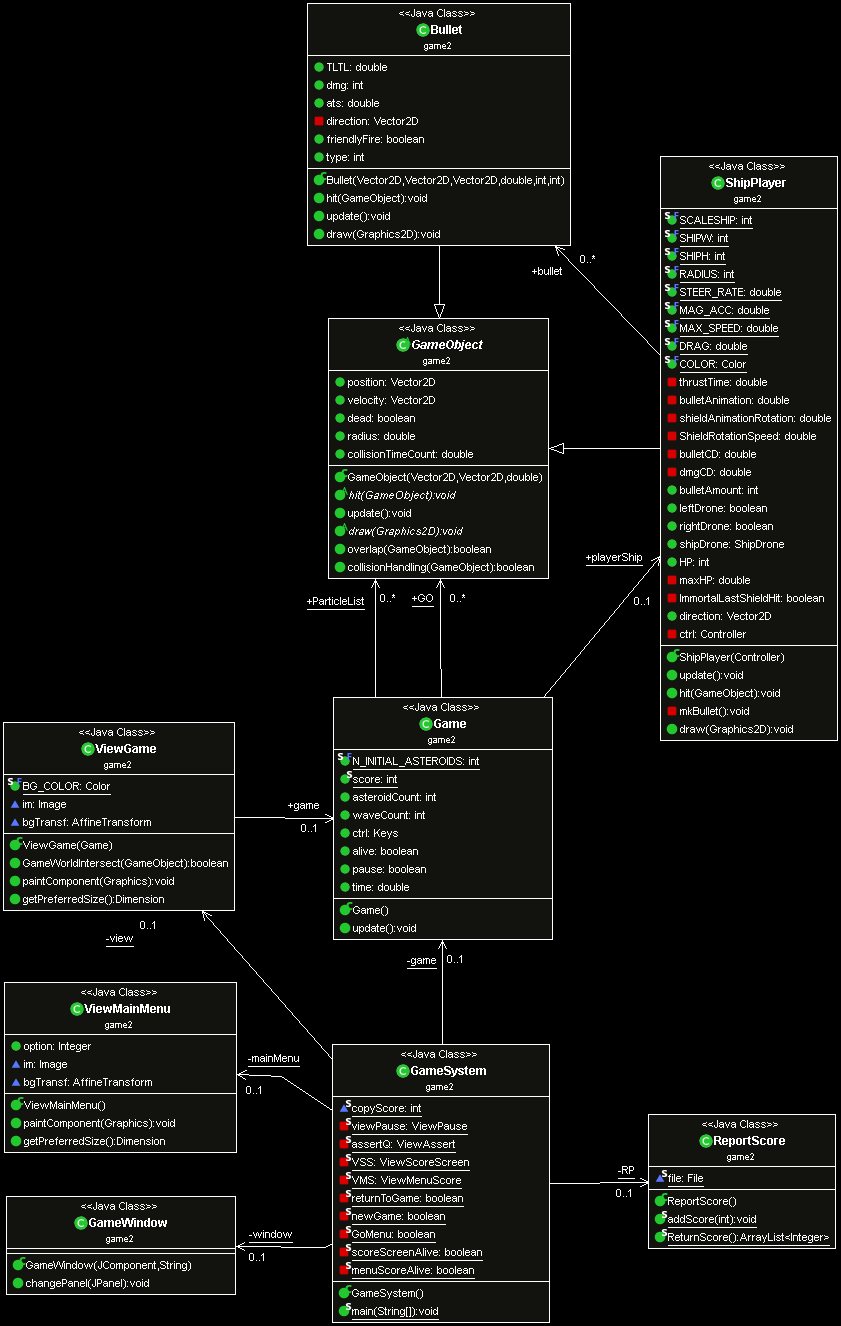 <<Java Class>>
Bullet
game2
TLTL: double
dmg: int
ats: double
direction: Vector2D
friendlyFire: boolean
type: int
Bullet(Vector2D,Vector2D,Vector2D,double,int,int)
hit(GameObject):void
update():void
draw(Graphics2D):void
<<Java Class>>
ShipPlayer
game2
SCALESHIP: int
SHIPW: int
SHIPH: int
RADIUS: int
STEER_RATE: double
MAG_ACC: double
MAX_SPEED: double
DRAG: double
COLOR: Color
thrustTime: double
bulletAnimation: double
shieldAnimationRotation: double
ShieldRotationSpeed: double
bulletCD: double
dmgCD: double
bulletAmount: int
leftDrone: boolean
rightDrone: boolean
shipDrone: ShipDrone
HP: int
maxHP: double
ImmortalLastShieldHit: boolean
direction: Vector2D
ctrl: Controller
ShipPlayer(Controller)
update():void
hit(GameObject):void
mkBullet():void
draw(Graphics2D):void
+bullet
0..*
<<Java Class>>
GameObject
game2
position: Vector2D
velocity: Vector2D
dead: boolean
radius: double
collisionTimeCount: double
GameObject(Vector2D,Vector2D,double)
hit(GameObject):void
update():void
draw(Graphics2D):void
overlap(GameObject):boolean
collisionHandling(GameObject):boolean
+ParticleList
0..*
+GO
0..*
+playerShip
0..1
<<Java Class>>
Game
game2
N_INITIAL_ASTEROIDS: int
score: int
asteroidCount: int
waveCount: int
ctrl: Keys
alive: boolean
pause: boolean
time: double
Game()
update():void
<<Java Class>>
ViewGame
game2
BG_COLOR: Color
im: Image
bgTransf: AffineTransform
ViewGame(Game)
GameWorldIntersect(GameObject):boolean
paintComponent(Graphics):void
getPreferredSize():Dimension
+game
0..1
0..1
-view
-game
0..1
<<Java Class>>
ViewMainMenu
game2
option: Integer
im: Image
bgTransf: AffineTransform
ViewMainMenu()
paintComponent(Graphics):void
getPreferredSize():Dimension
-mainMenu
0..1
<<Java Class>>
GameSystem
game2
copyScore: int
viewPause: ViewPause
assertQ: ViewAssert
VSS: ViewScoreScreen
VMS: ViewMenuScore
returnToGame: boolean
newGame: boolean
GoMenu: boolean
scoreScreenAlive: boolean
menuScoreAlive: boolean
GameSystem()
main(String[]):void
<<Java Class>>
ReportScore
game2
file: File
ReportScore()
addScore(int):void
ReturnScore():ArrayList<Integer>
-RP
0..1
<<Java Class>>
GameWindow
game2
GameWindow(JComponent,String)
changePanel(JPanel):void
-window
0..1